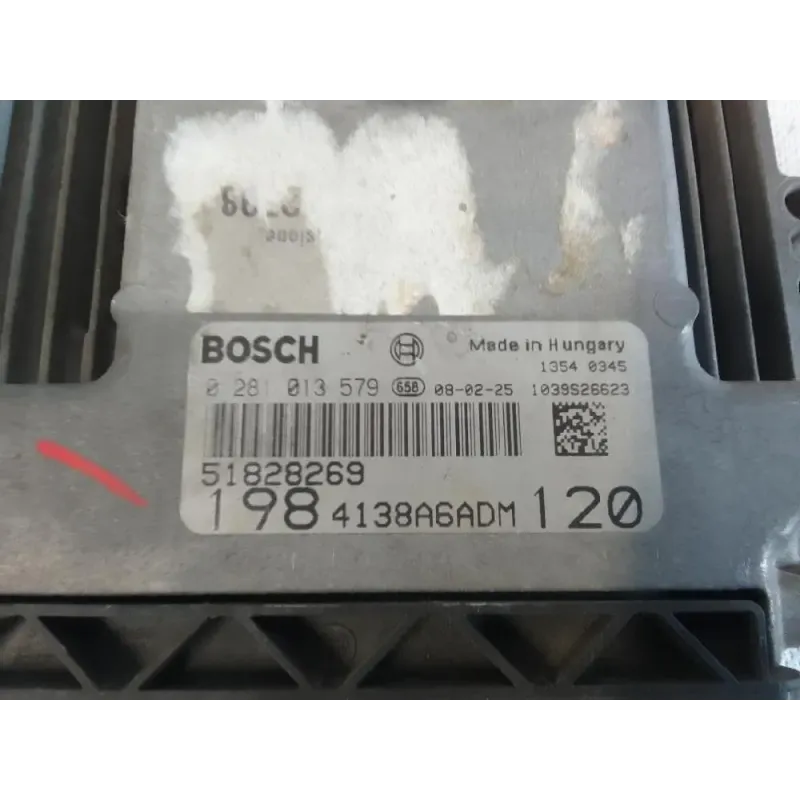 BOSCH Made in Hungary
1354 0345
0 281 013 579 658 08-02-25 1039S26623
51828269
198 4138A6ADM 120